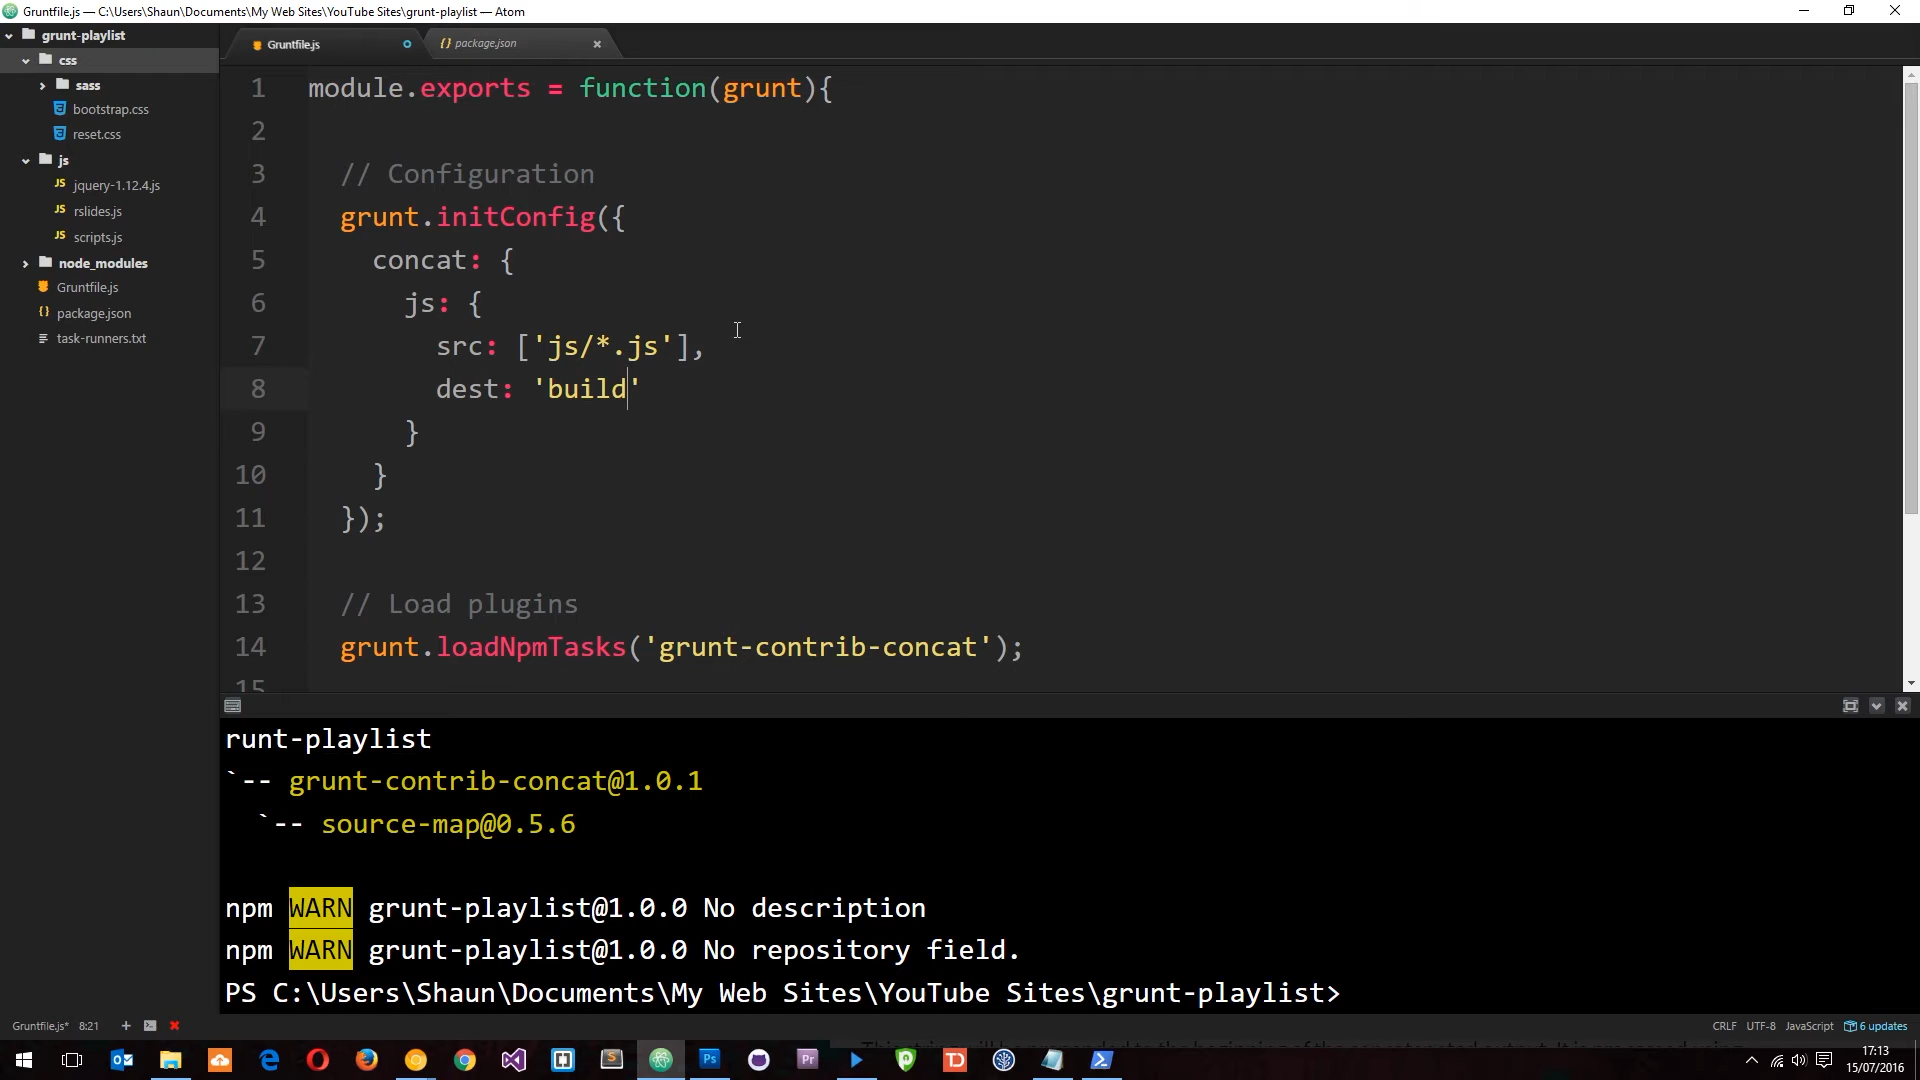 Gruntfile.js — C:\Users\Shaun\Documents\My Web Sites\YouTube Sites\grunt-playlist — Atom
grunt-playlist
css
sass
bootstrap.css
reset.css
js
JS jquery-1.12.4.js
JS rslides.js
JS scripts.js
node_modules
Gruntfile.js
{} package.json
task-runners.txt
Gruntfile.js
{} package.json
1 module.exports = function(grunt){
2
3 // Configuration
4 grunt.initConfig({
5 concat: {
6 js: {
7 src: ['js/*.js'],
8 dest: 'build'
9 }
10 }
11 });
12
13 // Load plugins
14 grunt.loadNpmTasks('grunt-contrib-concat');
15
runt-playlist
`-- grunt-contrib-concat@1.0.1
`-- source-map@0.5.6
npm WARN grunt-playlist@1.0.0 No description
npm WARN grunt-playlist@1.0.0 No repository field.
PS C:\Users\Shaun\Documents\My Web Sites\YouTube Sites\grunt-playlist>
Gruntfile.js* 8:21
CRLF UTF-8 JavaScript 6 updates
Ps
Pr
TD
17:13
15/07/2016